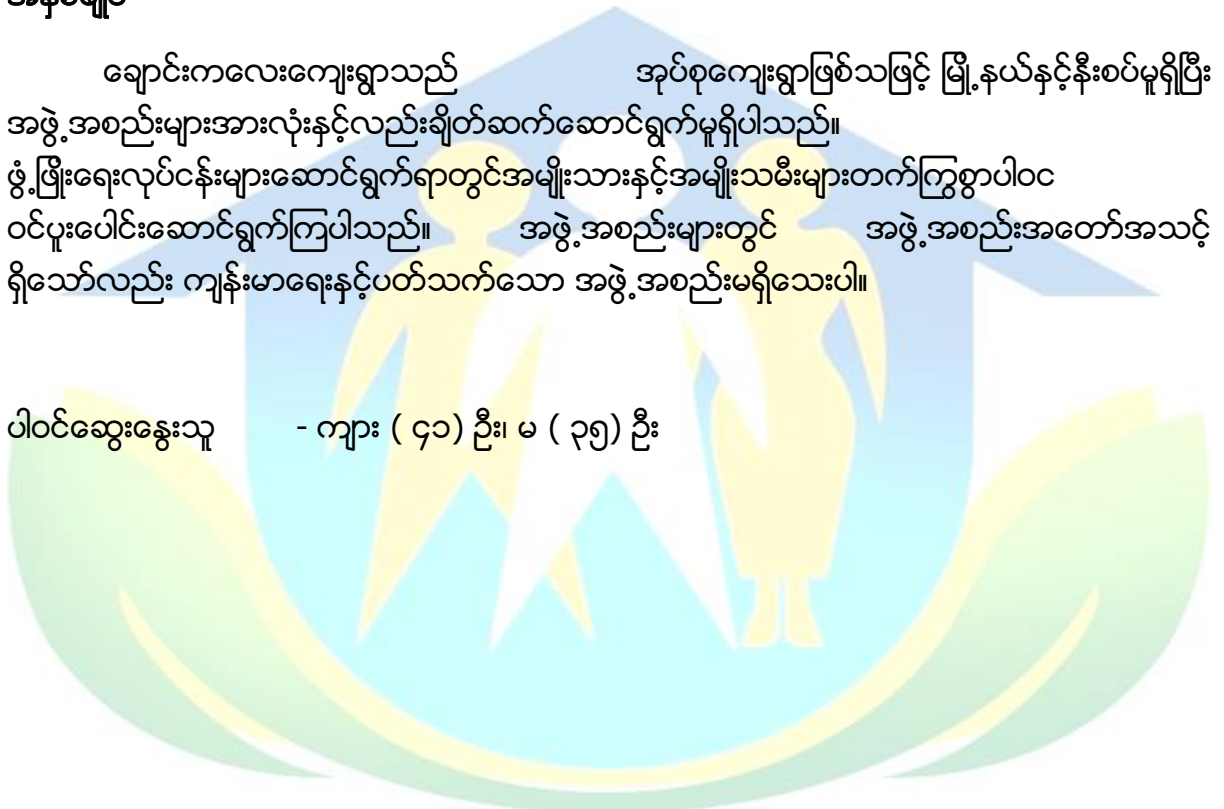 ချောင်းကလေးကျေးရွာသည် အုပ်စုကျေးရွာဖြစ်သဖြင့် မြို့နယ်နှင့်နီးစပ်မှုရှိပြီး
အဖွဲ့အစည်းများအားလုံးနှင့်လည်းချိတ်ဆက်ဆောင်ရွက်မှုရှိပါသည်။
ဖွံ့ဖြိုးရေးလုပ်ငန်းများဆောင်ရွက်ရာတွင်အမျိုးသားနှင့်အမျိုးသမီးများတက်ကြွစွာပါဝင
ဝင်ပူးပေါင်းဆောင်ရွက်ကြပါသည်။ အဖွဲ့အစည်းများတွင် အဖွဲ့အစည်းအတော်အသင့်
ရှိသော်လည်း ကျန်းမာရေးနှင့်ပတ်သက်သော အဖွဲ့အစည်းမရှိသေးပါ။
ပါဝင်ဆွေးနွေးသူ - ကျား ( ၄၁) ဦး၊ မ ( ၃၅) ဦး